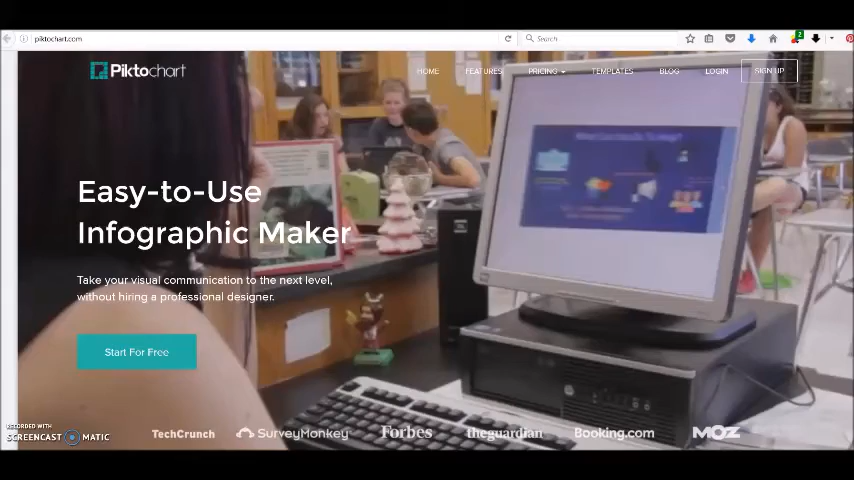 piktochart.com
Search
2
Piktochart
HOME FEATURES PRICING TEMPLATES BLOG LOGIN SIGN UP
Easy-to-Use
Infographic Maker
Take your visual communication to the next level,
without hiring a professional designer.
Start For Free
RECORDED WITH
SCREENCAST MATIC
TechCrunch SurveyMonkey Forbes theguardian Booking.com MOZ